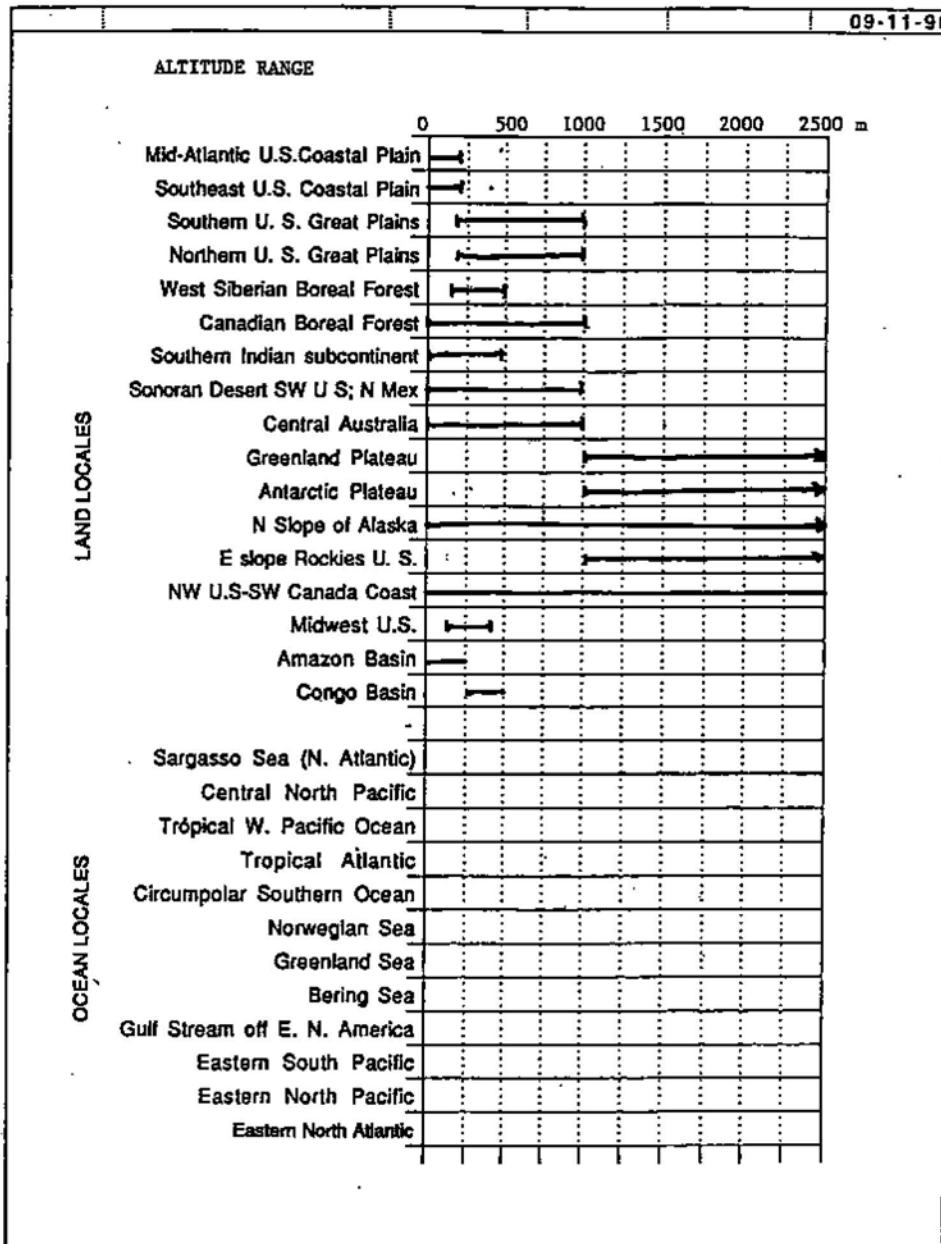 09-11-9
ALTITUDE RANGE
0 500 1000 1500 2000 2500 m
Mid-Atlantic U.S.Coastal Plain
Southeast U.S. Coastal Plain
Southern U. S. Great Plains
Northern U. S. Great Plains
West Siberian Boreal Forest
Canadian Boreal Forest
Southern Indian subcontinent
Sonoran Desert SW U S; N Mex
Central Australia
Greenland Plateau
Antarctic Plateau
N Slope of Alaska
E slope Rockies U. S.
NW U.S-SW Canada Coast
Midwest U.S.
Amazon Basin
Congo Basin
LAND LOCALES
Sargasso Sea (N. Atlantic)
Central North Pacific
Tropical W. Pacific Ocean
Tropical Atlantic
Circumpolar Southern Ocean
Norwegian Sea
Greenland Sea
Bering Sea
Gulf Stream off E. N. America
Eastern South Pacific
Eastern North Pacific
Eastern North Atlantic
OCEAN LOCALES